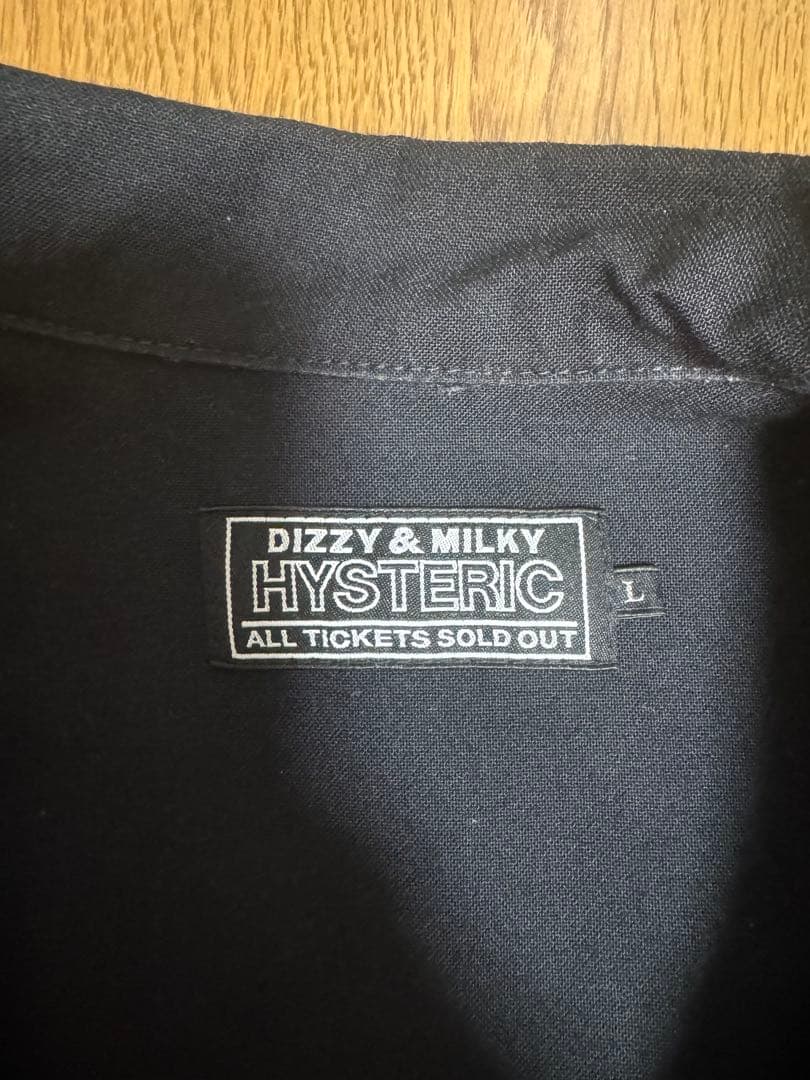 DIZZY & MILKY
HYSTERIC
ALL TICKETS SOLD OUT
L